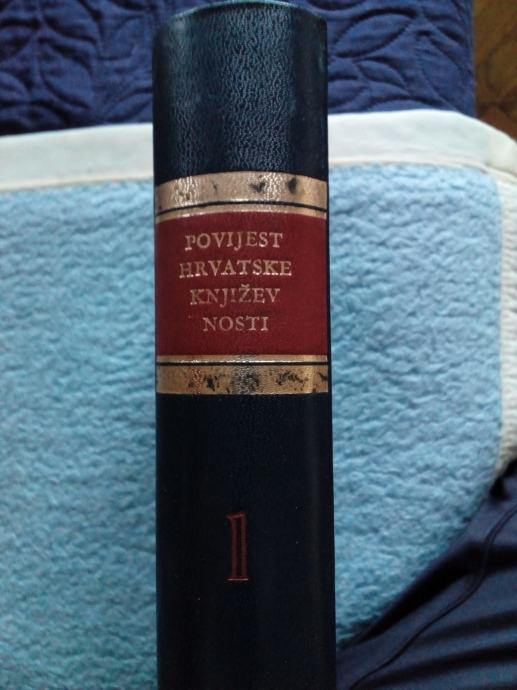 POVIJEST
HRVATSKE
KNJIŽEV
NOSTI
1